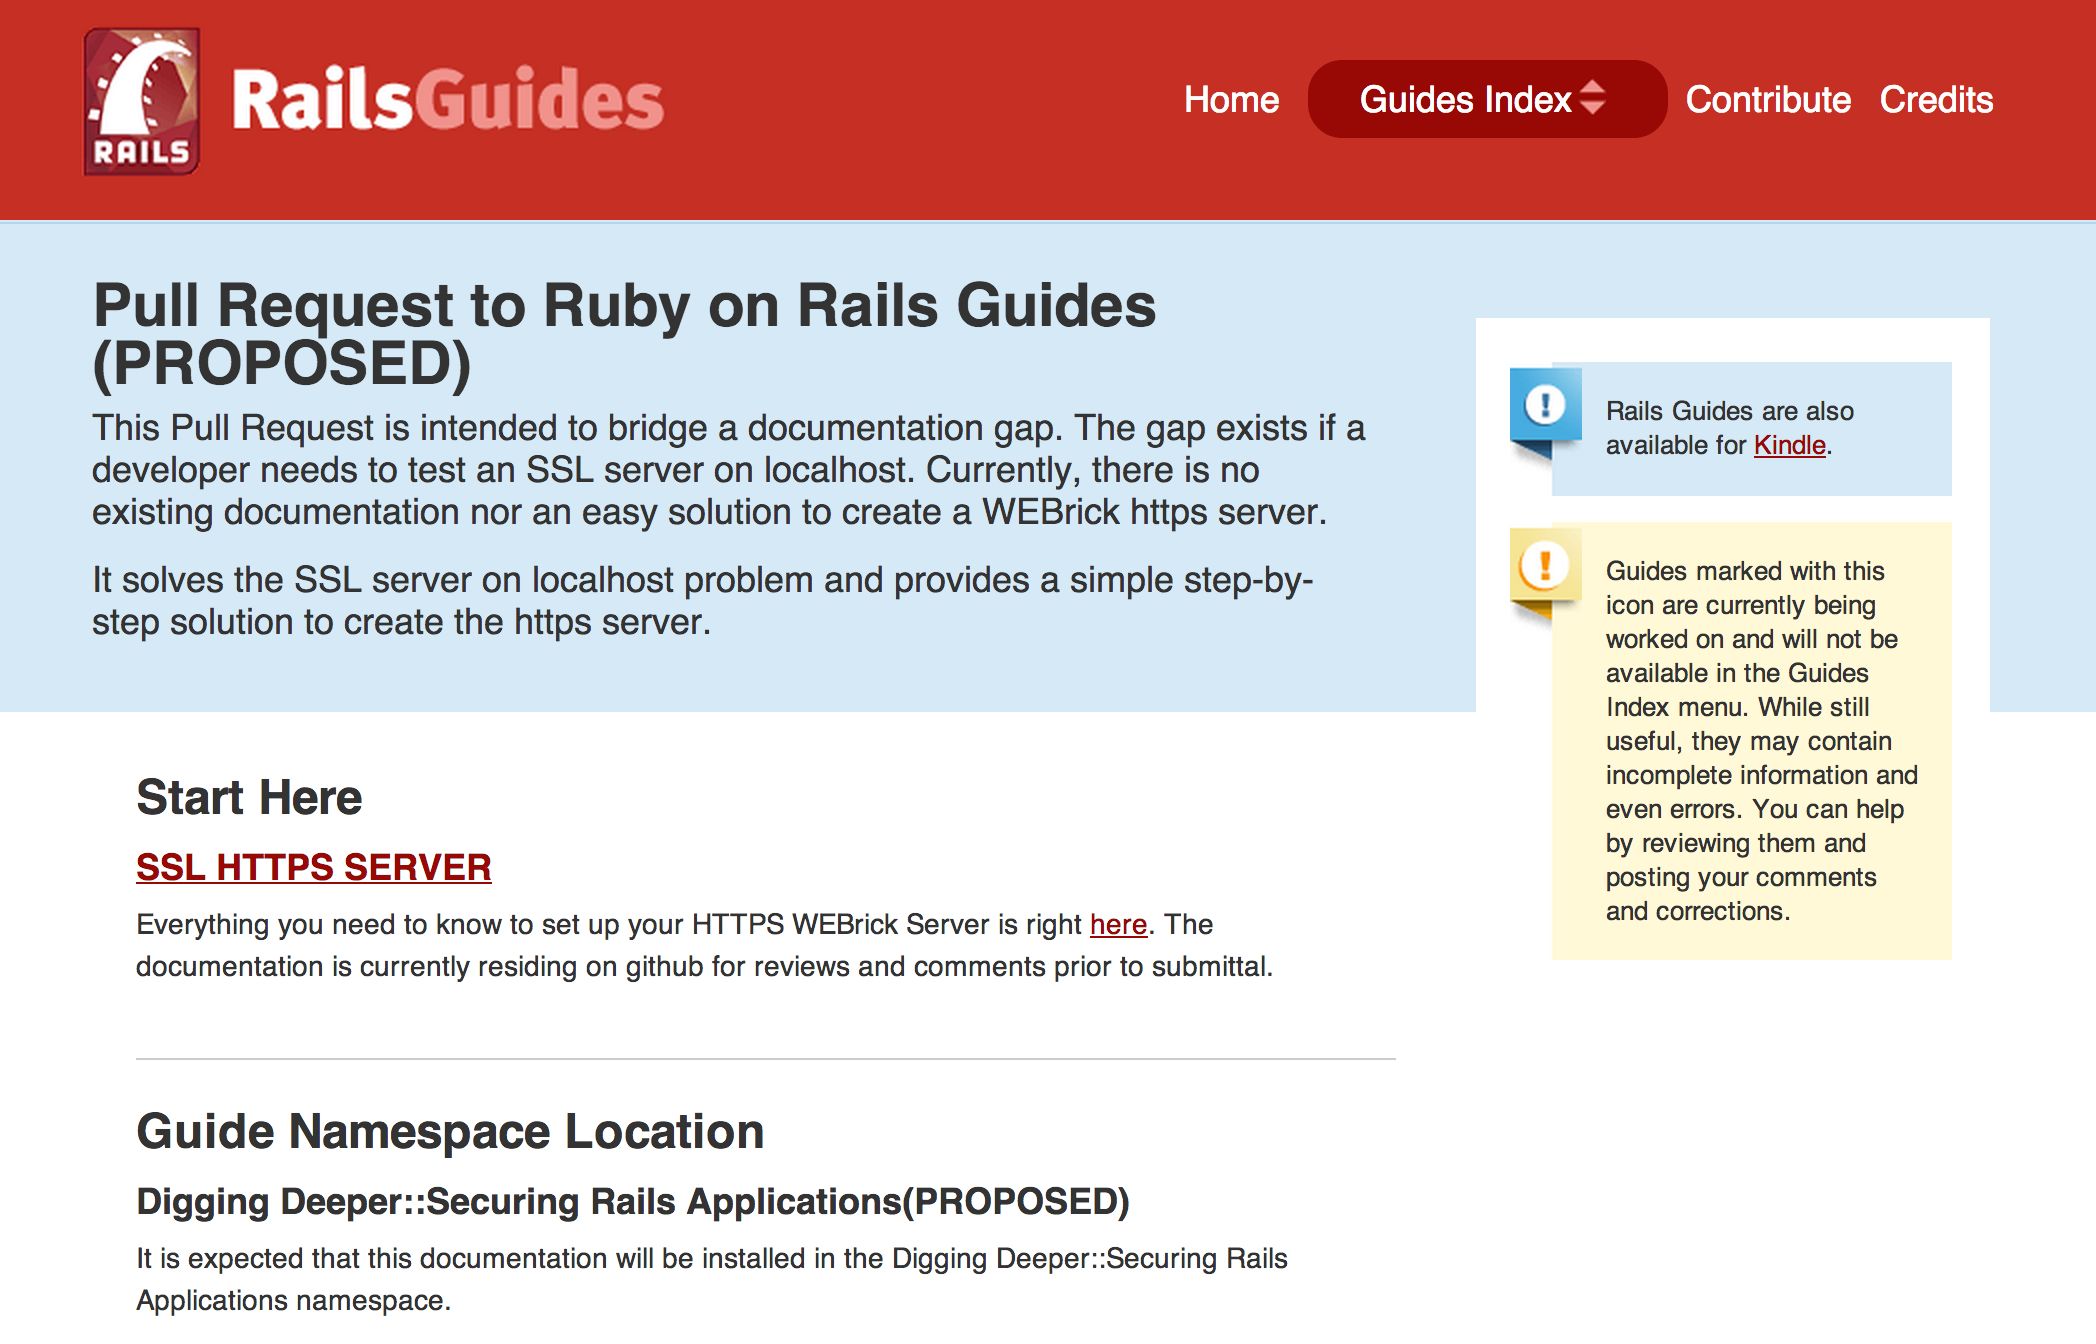 RAILS
RailsGuides
Home
Guides Index
Contribute
Credits
Pull Request to Ruby on Rails Guides
(PROPOSED)
This Pull Request is intended to bridge a documentation gap. The gap exists if a
developer needs to test an SSL server on localhost. Currently, there is no
existing documentation nor an easy solution to create a WEBrick https server.
It solves the SSL server on localhost problem and provides a simple step-by-
step solution to create the https server.
Rails Guides are also
available for Kindle.
Guides marked with this
icon are currently being
worked on and will not be
available in the Guides
Index menu. While still
useful, they may contain
incomplete information and
even errors. You can help
by reviewing them and
posting your comments
and corrections.
Start Here
SSL HTTPS SERVER
Everything you need to know to set up your HTTPS WEBrick Server is right here. The
documentation is currently residing on github for reviews and comments prior to submittal.
Guide Namespace Location
Digging Deeper::Securing Rails Applications(PROPOSED)
It is expected that this documentation will be installed in the Digging Deeper::Securing Rails
Applications namespace.